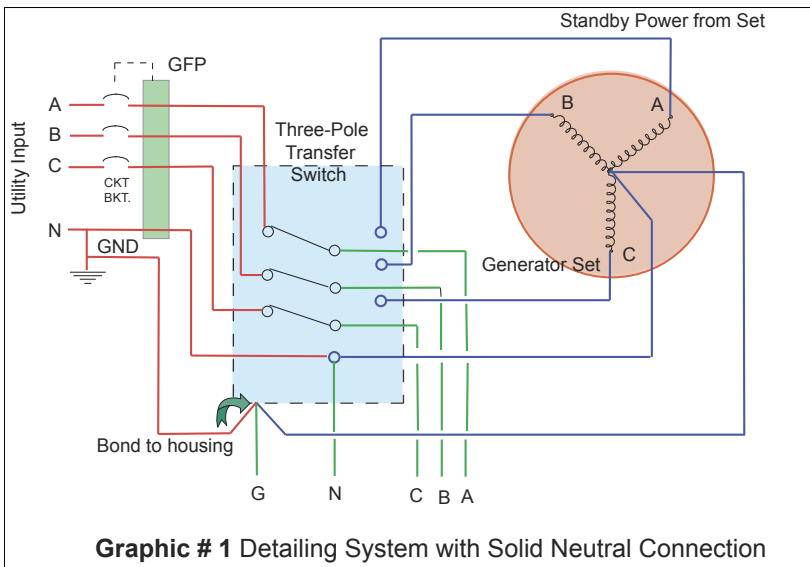 Standby Power from Set
GFP
A
B
C
N
Utility Input
CKT
BKT.
GND
Three-Pole
Transfer
Switch
B
A
C
Generator Set
Bond to housing
G
N
C
B
A
Graphic # 1 Detailing System with Solid Neutral Connection